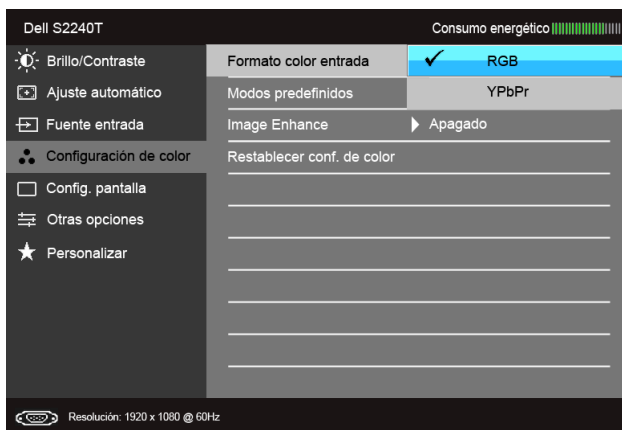 Dell S2240T
Consumo energético
Brillo/Contraste
Formato color entrada
RGB
Ajuste automático
Modos predefinidos
YPbPr
Fuente entrada
Image Enhance
Apagado
Configuración de color
Restablecer conf. de color
Config. pantalla
Otras opciones
Personalizar
Resolución: 1920 x 1080 @ 60Hz